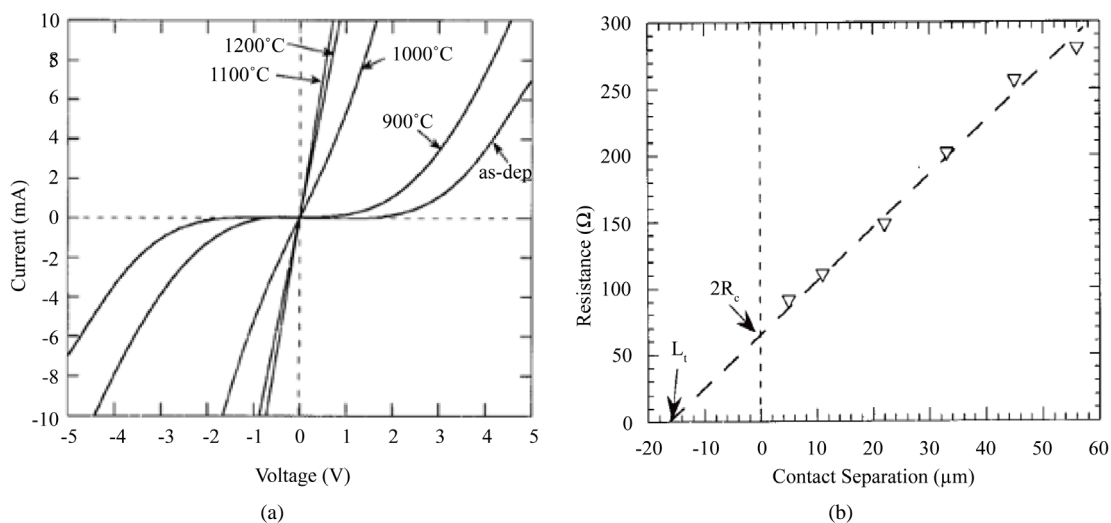 10
8
6
4
2
0
-2
-4
-6
-8
-10
Current (mA)
1200˚C
1100˚C
1000˚C
900˚C
as-dep
-5 -4 -3 -2 -1 0 1 2 3 4 5
Voltage (V)
(a)
300
250
200
150
100
50
0
Resistance (Ω)
2Rc
Lt
-20 -10 0 10 20 30 40 50 60
Contact Separation (µm)
(b)